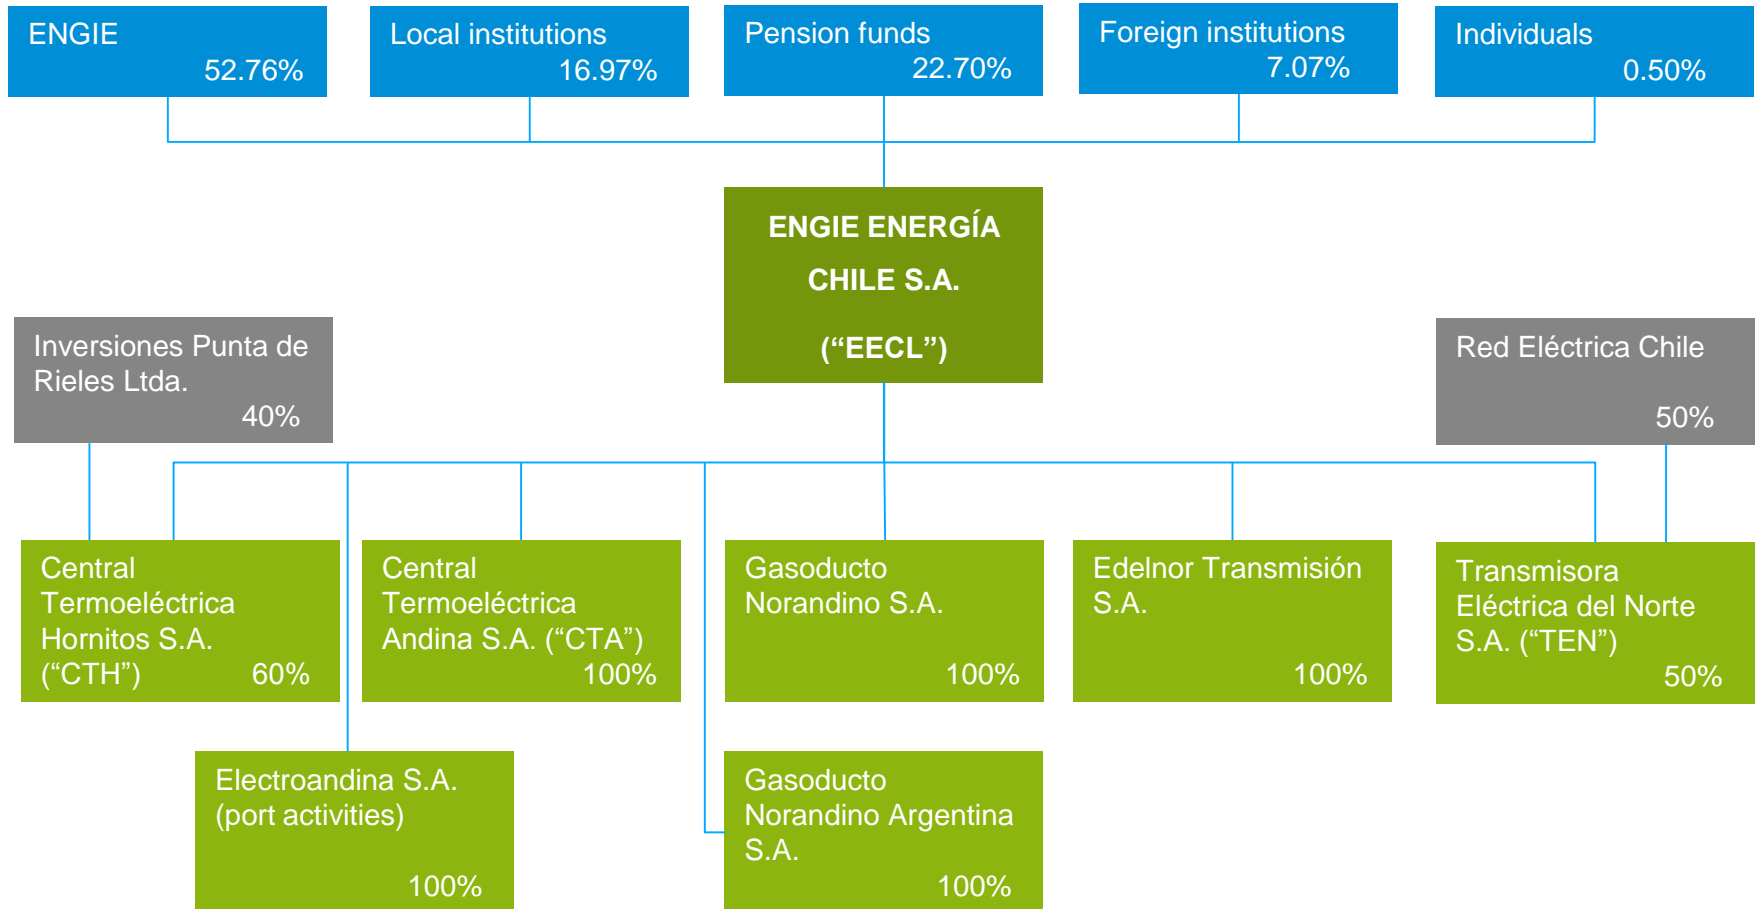 ENGIE
52.76%
Local institutions
16.97%
Pension funds
22.70%
Foreign institutions
7.07%
Individuals
0.50%
ENGIE ENERGÍA
CHILE S.A.
(“EECL”)
Inversiones Punta de
Rieles Ltda.
40%
Red Eléctrica Chile
50%
Central
Termoeléctrica
Hornitos S.A.
(“CTH”) 60%
Central
Termoeléctrica
Andina S.A. (“CTA”)
100%
Gasoducto
Norandino S.A.
100%
Edelnor Transmisión
S.A.
100%
Transmisora
Eléctrica del Norte
S.A. (“TEN”)
50%
Electroandina S.A.
(port activities)
100%
Gasoducto
Norandino Argentina
S.A.
100%